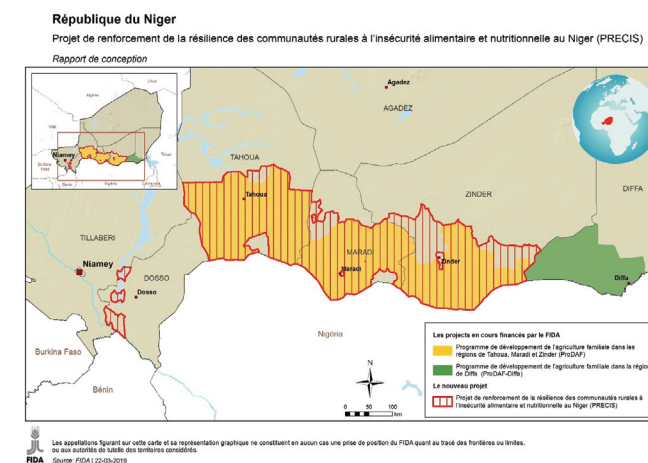 République du Niger
Projet de renforcement de la résilience des communautés rurales à l'insécurité alimentaire et nutritionnelle au Niger (PRECIS)
Rapport de conception
Libye
Algérie
Mali
Niamey
Burkina Faso
Tchad
Bénin
Nigéria
Cameroun
Agadez
AGADEZ
TAHOUA
Tahoua
ZINDER
DIFFA
TILLABERI
MARADI
Zinder
Maradi
Niamey
DOSSO
Dosso
Diffa
Nigéria
Burkina Faso
Bénin
N
0 50 100
km
Les projects en cours financés par le FIDA
Programme de développement de l'agriculture familiale dans les
régions de Tahoua, Maradi et Zinder (ProDAF)
Programme de développement de l'agriculture familiale dans la région
de Diffa (ProDAF-Diffa)
Le nouveau projet
Projet de renforcement de la résilience des communautés rurales à
l'insécurité alimentaire et nutritionnelle au Niger (PRECIS)
Les appellations figurant sur cette carte et sa représentation graphique ne constituent en aucun cas une prise de position du FIDA quant au tracé des frontières ou limites,
ou aux autorités de tutelle des territoires considérés.
FIDA Source: FIDA | 22-03-2019